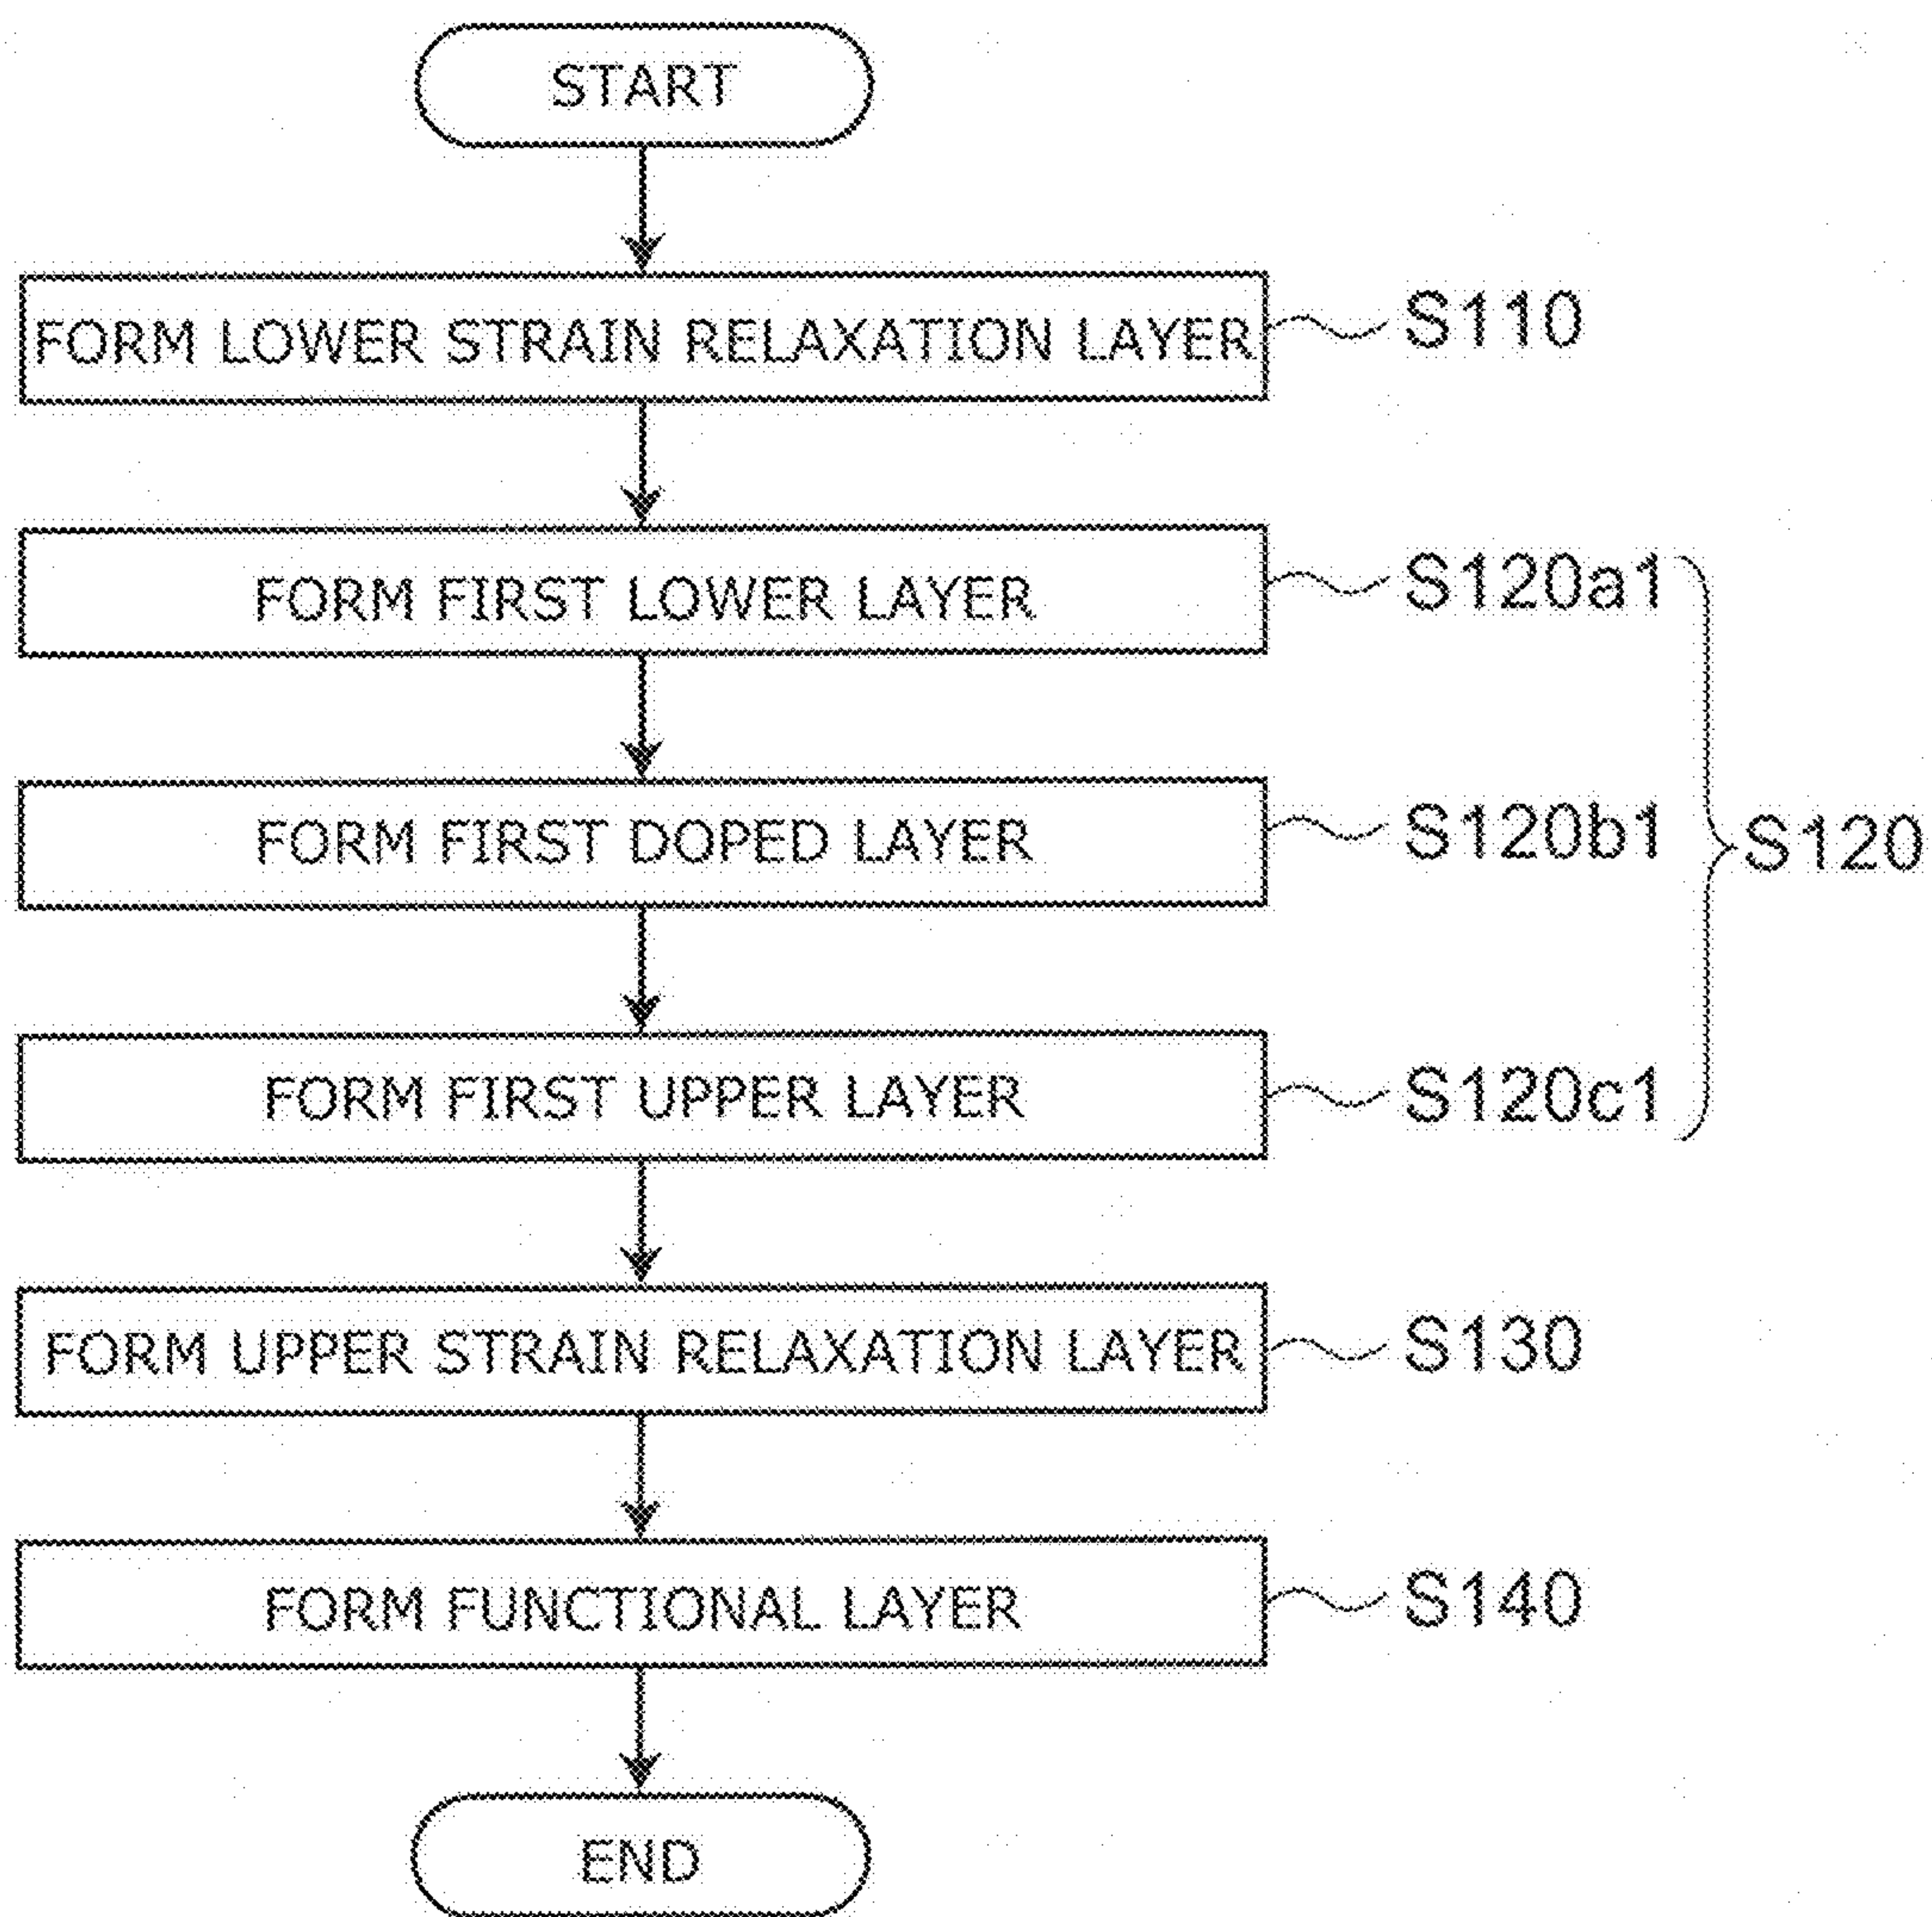 START
FORM LOWER STRAIN RELAXATION LAYER
S110
FORM FIRST LOWER LAYER
S120a1
FORM FIRST DOPED LAYER
S120b1
S120
FORM FIRST UPPER LAYER
S120c1
FORM UPPER STRAIN RELAXATION LAYER
S130
FORM FUNCTIONAL LAYER
S140
END